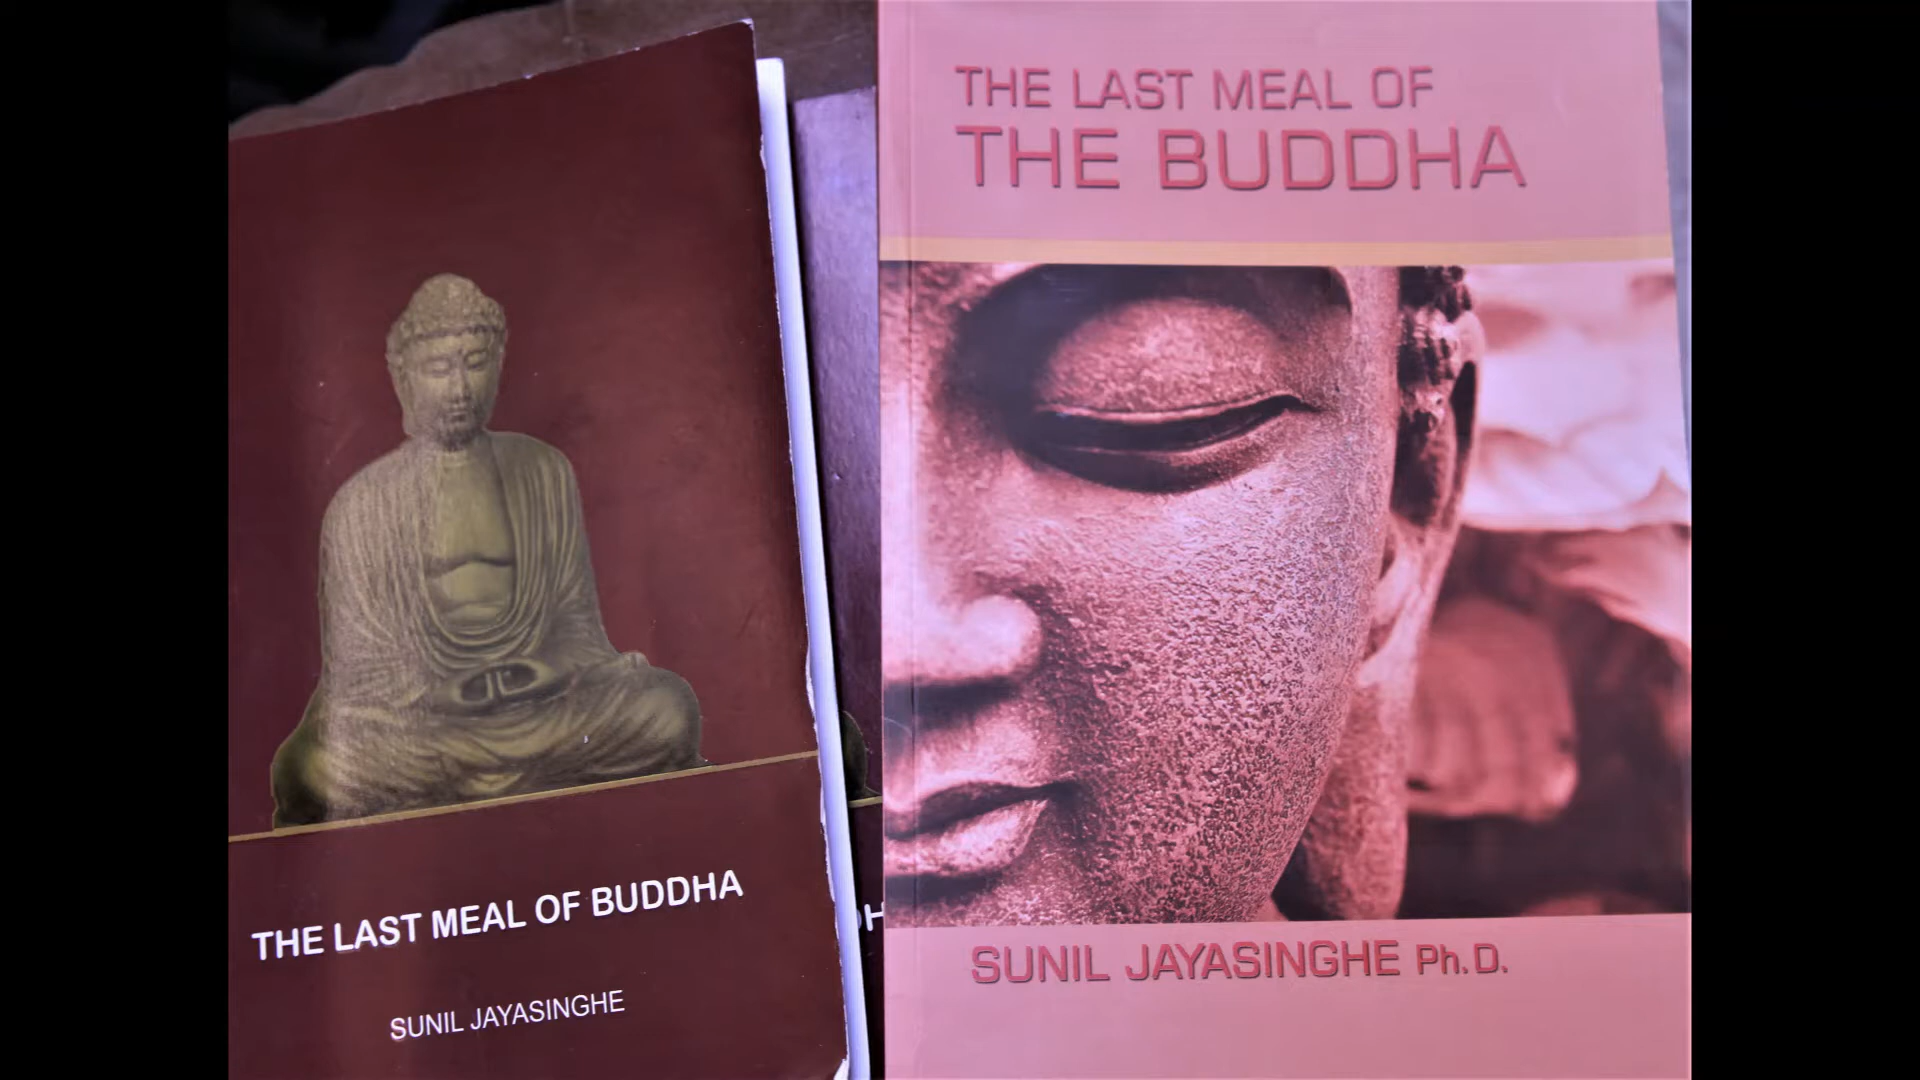 THE LAST MEAL OF BUDDHA
SUNIL JAYASINGHE
THE LAST MEAL OF
THE BUDDHA
SUNIL JAYASINGHE Ph.D.